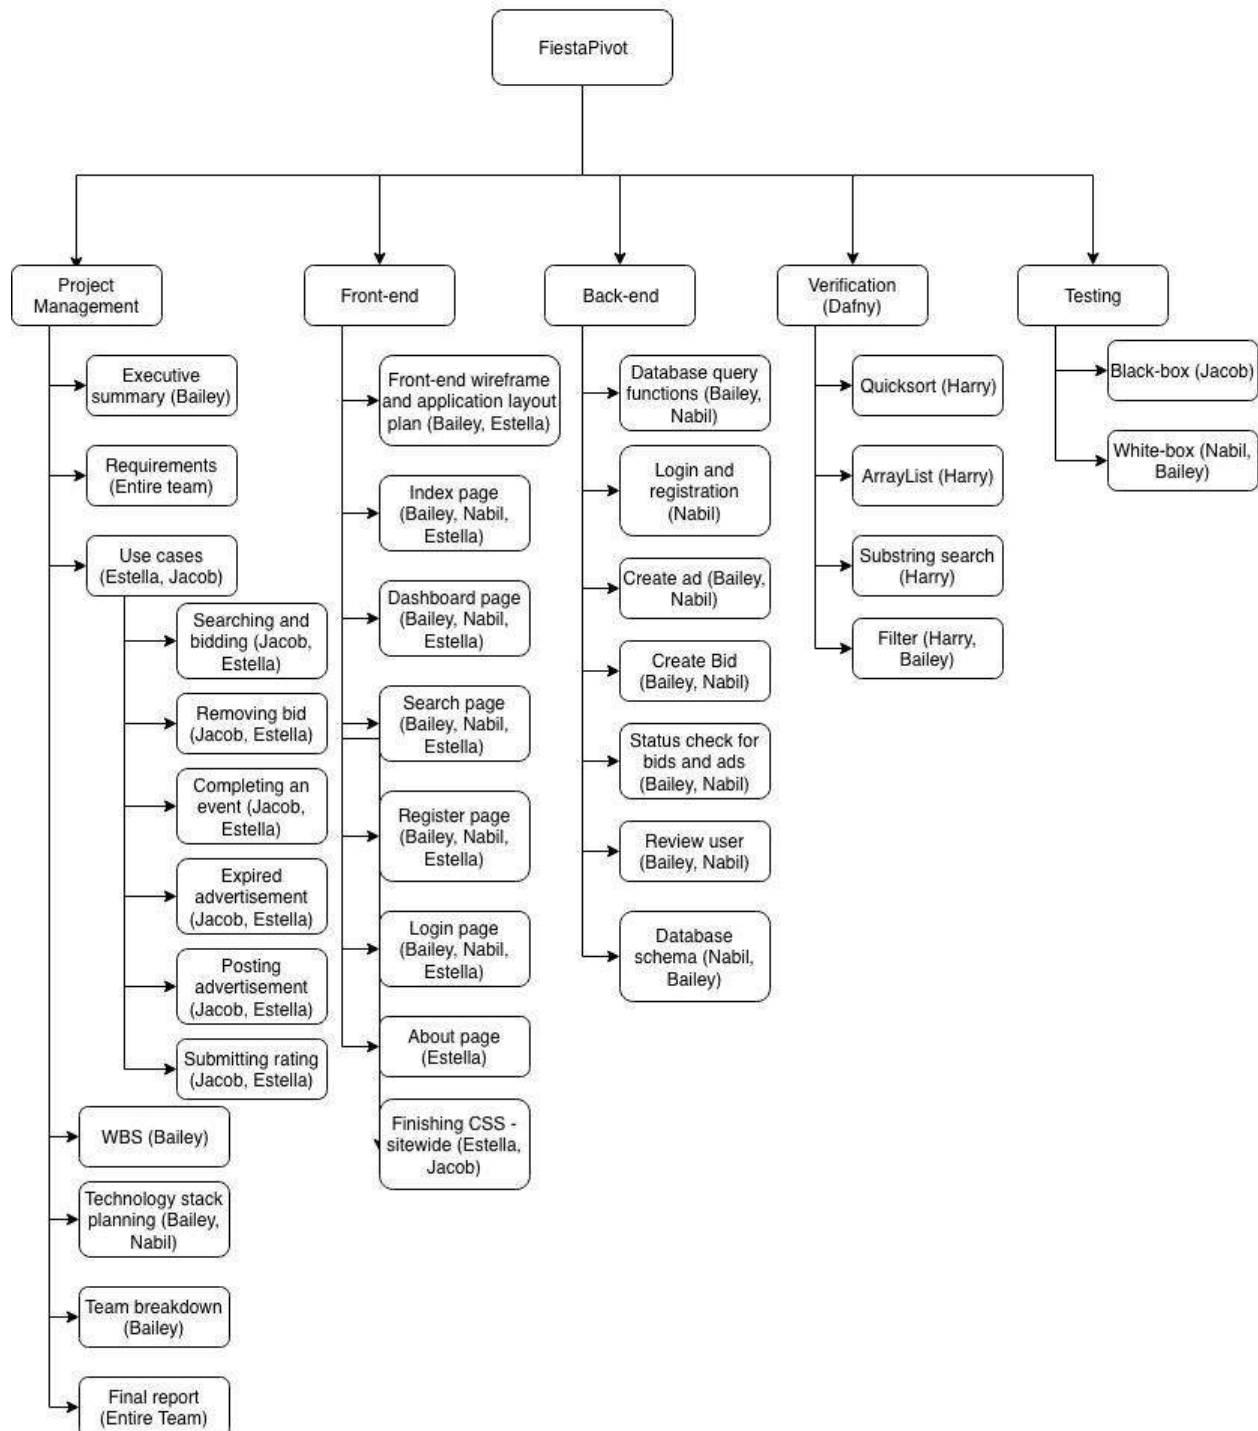 FiestaPivot
Project
Management
Front-end
Back-end
Verification
(Dafny)
Testing
Executive
summary (Bailey)
Requirements
(Entire team)
Use cases
(Estella, Jacob)
Searching and
bidding (Jacob,
Estella)
Removing bid
(Jacob, Estella)
Completing an
event (Jacob,
Estella)
Expired
advertisement
(Jacob, Estella)
Posting
advertisement
(Jacob, Estella)
Submitting rating
(Jacob, Estella)
WBS (Bailey)
Technology stack
planning (Bailey,
Nabil)
Team breakdown
(Bailey)
Final report
(Entire Team)
Front-end wireframe
and application layout
plan (Bailey, Estella)
Index page
(Bailey, Nabil,
Estella)
Dashboard page
(Bailey, Nabil,
Estella)
Search page
(Bailey, Nabil,
Estella)
Register page
(Bailey, Nabil,
Estella)
Login page
(Bailey, Nabil,
Estella)
About page
(Estella)
Finishing CSS -
sitewide (Estella,
Jacob)
Database query
functions (Bailey,
Nabil)
Login and
registration
(Nabil)
Create ad (Bailey,
Nabil)
Create Bid
(Bailey, Nabil)
Status check for
bids and ads
(Bailey, Nabil)
Review user
(Bailey, Nabil)
Database
schema (Nabil,
Bailey)
Quicksort (Harry)
ArrayList (Harry)
Substring search
(Harry)
Filter (Harry,
Bailey)
Black-box (Jacob)
White-box (Nabil,
Bailey)